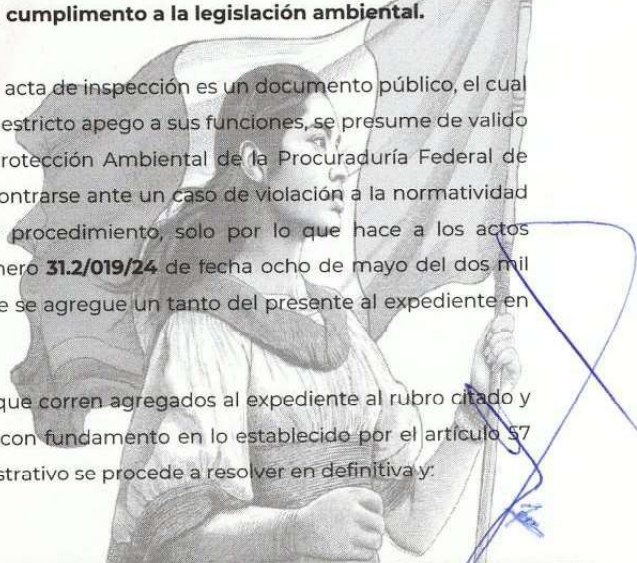 cumplimento a la legislación ambiental.
acta de inspección es un documento público, el cual
estricto apego a sus funciones, se presume de valido
rotección Ambiental de la Procuraduría Federal de
ontrarse ante un caso de violación a la normatividad
procedimiento, solo por lo que hace a los actos
nero 31.2/019/24 de fecha ocho de mayo del dos mil
e se agregue un tanto del presente al expediente en
que corren agregados al expediente al rubro citado y
con fundamento en lo establecido por el artículo 57
strativo se procede a resolver en definitiva y: